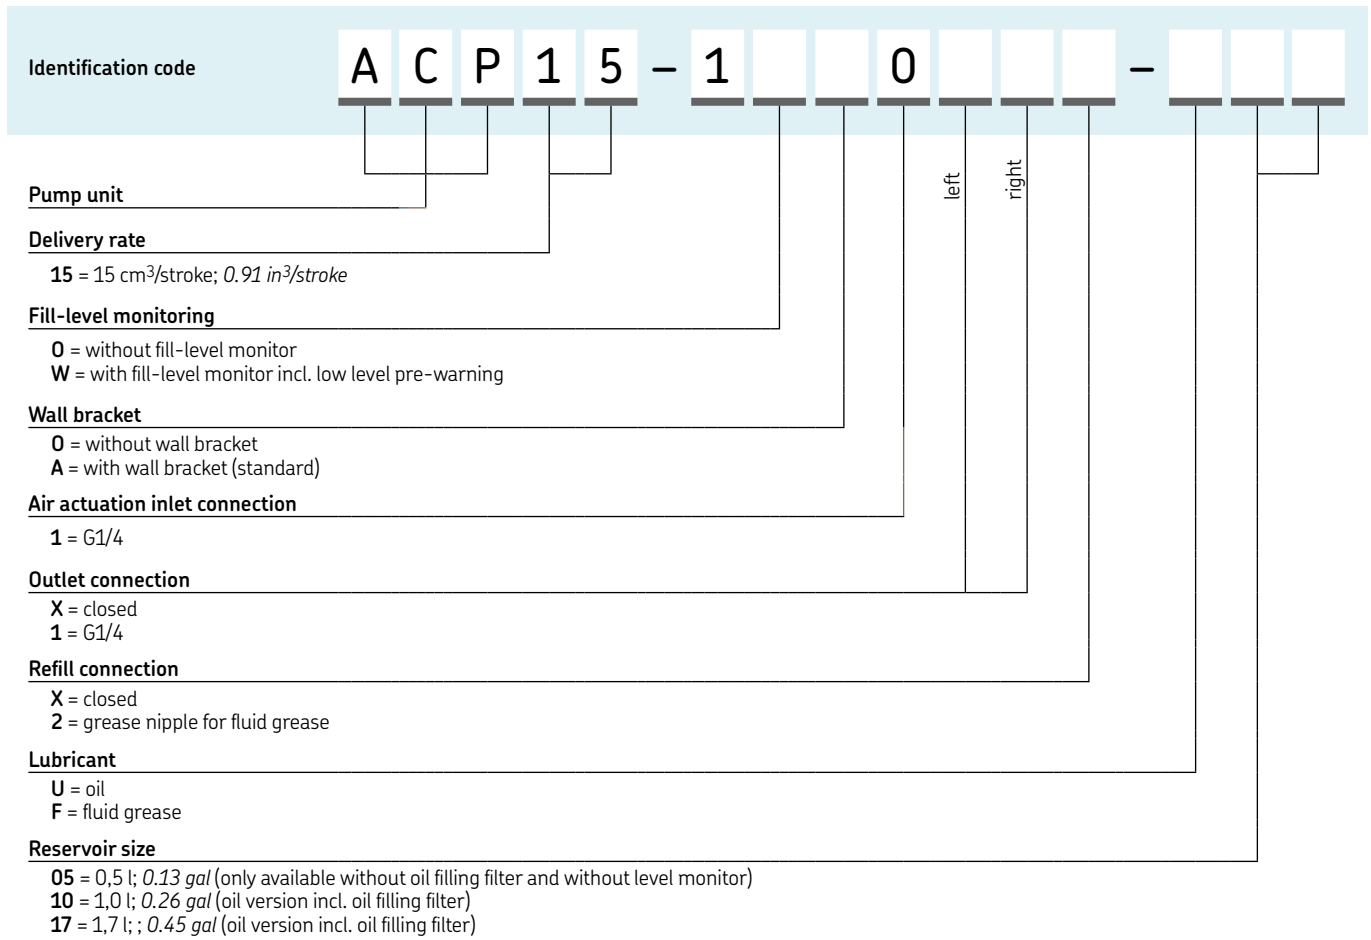 Identification code A C P 1 5 – 1 0 –
left right
Pump unit
Delivery rate
15 = 15 cm³/stroke; 0.91 in³/stroke
Fill-level monitoring
0 = without fill-level monitor
W = with fill-level monitor incl. low level pre-warning
Wall bracket
0 = without wall bracket
A = with wall bracket (standard)
Air actuation inlet connection
1 = G1/4
Outlet connection
X = closed
1 = G1/4
Refill connection
X = closed
2 = grease nipple for fluid grease
Lubricant
U = oil
F = fluid grease
Reservoir size
05 = 0,5 l; 0.13 gal (only available without oil filling filter and without level monitor)
10 = 1,0 l; 0.26 gal (oil version incl. oil filling filter)
17 = 1,7 l; ; 0.45 gal (oil version incl. oil filling filter)